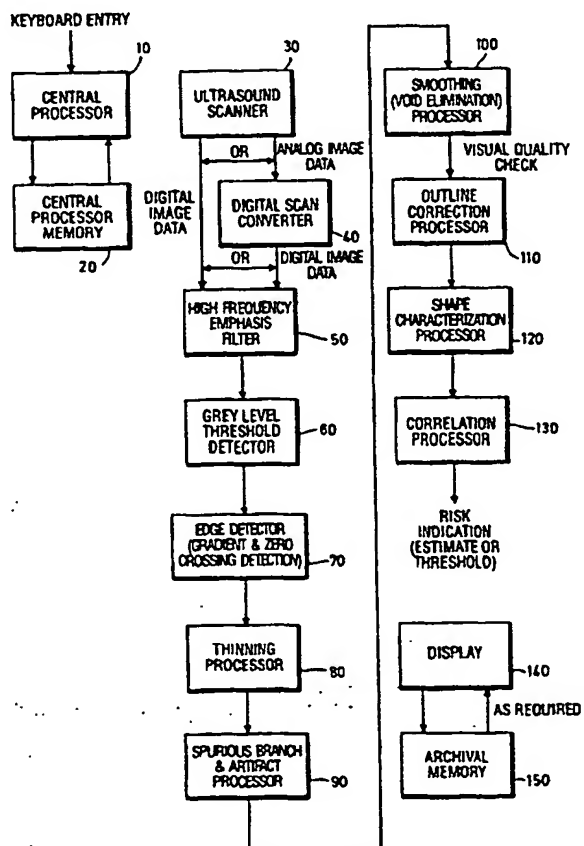 KEYBOARD ENTRY
10
CENTRAL
PROCESSOR
CENTRAL
PROCESSOR
MEMORY
20
30
ULTRASOUND
SCANNER
OR
ANALOG IMAGE
DATA
DIGITAL
IMAGE
DATA
DIGITAL SCAN
CONVERTER
40
OR
DIGITAL IMAGE
DATA
HIGH FREQUENCY
EMPHASIS
FILTER
50
GREY LEVEL
THRESHOLD
DETECTOR
60
EDGE DETECTOR
(GRADIENT & ZERO
CROSSING DETECTION)
70
THINNING
PROCESSOR
80
SPURIOUS BRANCH
& ARTIFACT
PROCESSOR
90
100
SMOOTHING
(VOID ELIMINATION)
PROCESSOR
VISUAL QUALITY
CHECK
OUTLINE
CORRECTION
PROCESSOR
110
SHAPE
CHARACTERIZATION
PROCESSOR
120
CORRELATION
PROCESSOR
130
RISK
INDICATION
(ESTIMATE OR
THRESHOLD)
DISPLAY
140
AS REQUIRED
ARCHIVAL
MEMORY
150